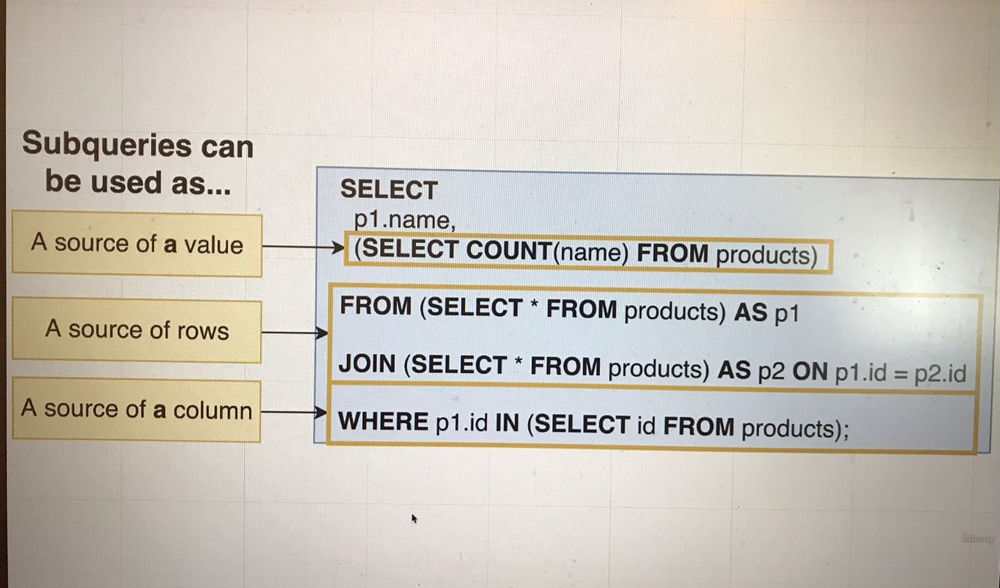 Subqueries can
be used as...
A source of a value
A source of rows
A source of a column
SELECT
p1.name,
(SELECT COUNT(name) FROM products)
FROM (SELECT * FROM products) AS p1
JOIN (SELECT * FROM products) AS p2 ON p1.id = p2.id
WHERE p1.id IN (SELECT id FROM products);
Udemy